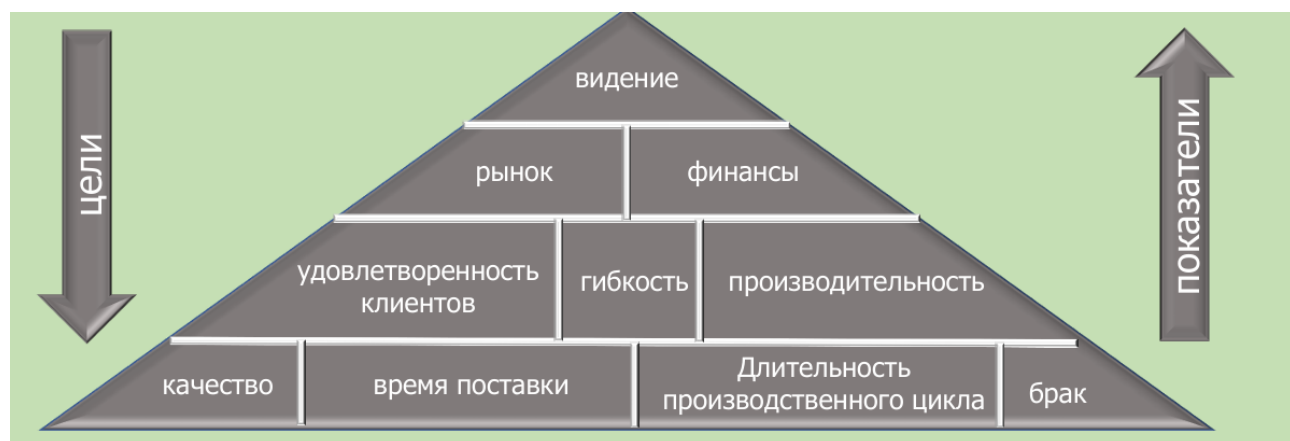 видение
цели
показатели
рынок
финансы
удовлетворенность
клиентов
гибкость
производительность
качество
время поставки
Длительность
производственного цикла
брак